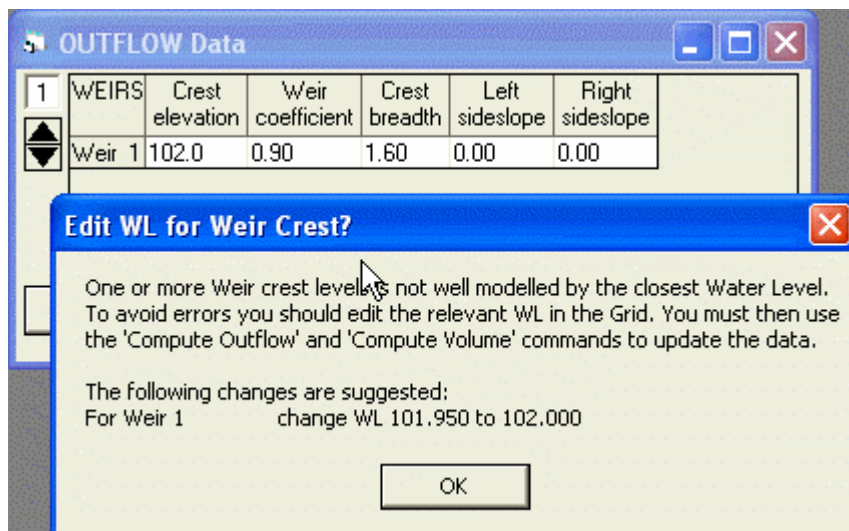 OUTFLOW Data
1 WEIRS Crest elevation Weir coefficient Crest breadth Left sideslope Right sideslope
Weir 1 102.0 0.90 1.60 0.00 0.00
Edit WL for Weir Crest?
One or more Weir crest level is not well modelled by the closest Water Level.
To avoid errors you should edit the relevant WL in the Grid. You must then use
the 'Compute Outflow' and 'Compute Volume' commands to update the data.
The following changes are suggested:
For Weir 1 change WL 101.950 to 102.000
OK